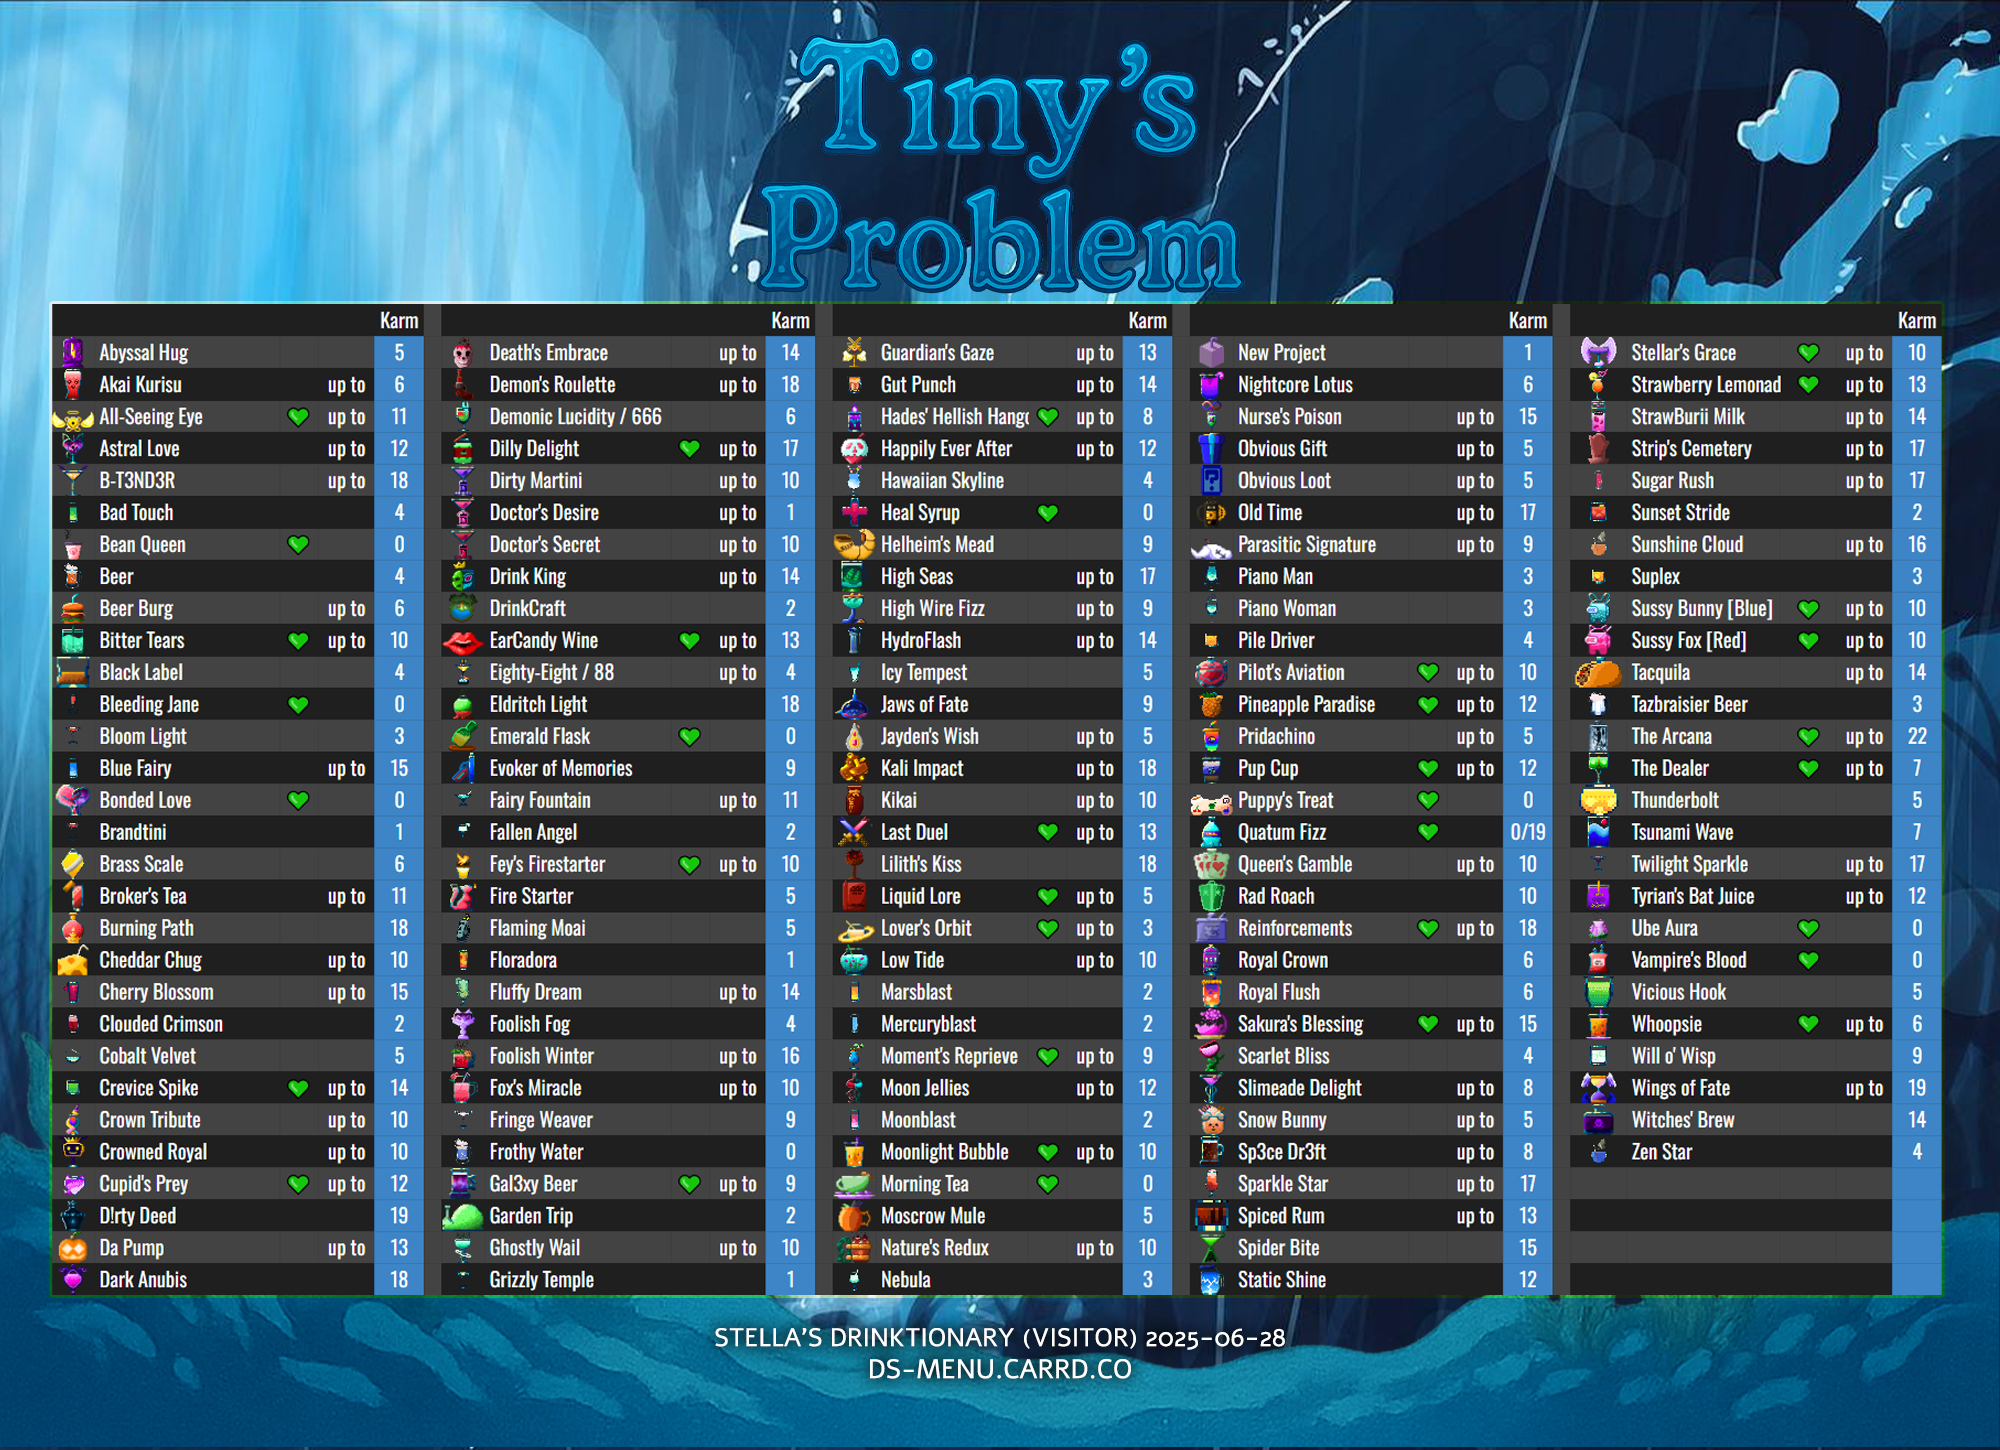 Tiny's
Problem
Karm
Abyssal Hug 5
Akai Kurisu up to 6
All-Seeing Eye up to 11
Astral Love up to 12
B-T3ND3R up to 18
Bad Touch 4
Bean Queen 0
Beer 4
Beer Burg up to 6
Bitter Tears up to 10
Black Label 4
Bleeding Jane 0
Bloom Light 3
Blue Fairy up to 15
Bonded Love 0
Brandtini 1
Brass Scale 6
Broker's Tea up to 11
Burning Path 18
Cheddar Chug up to 10
Cherry Blossom up to 15
Clouded Crimson 2
Cobalt Velvet 5
Crevice Spike up to 14
Crown Tribute up to 10
Crowned Royal up to 10
Cupid's Prey up to 12
D!rty Deed 19
Da Pump up to 13
Dark Anubis 18
Karm
Death's Embrace up to 14
Demon's Roulette up to 18
Demonic Lucidity / 666 6
Dilly Delight up to 17
Dirty Martini up to 10
Doctor's Desire up to 1
Doctor's Secret up to 10
Drink King up to 14
DrinkCraft 2
EarCandy Wine up to 13
Eighty-Eight / 88 up to 4
Eldritch Light 18
Emerald Flask 0
Evoker of Memories 9
Fairy Fountain up to 11
Fallen Angel 2
Fey's Firestarter up to 10
Fire Starter 5
Flaming Moai 5
Floradora 1
Fluffy Dream up to 14
Foolish Fog 4
Foolish Winter up to 16
Fox's Miracle up to 10
Fringe Weaver 9
Frothy Water 0
Gal3xy Beer up to 9
Garden Trip 2
Ghostly Wail up to 10
Grizzly Temple 1
Karm
Guardian's Gaze up to 13
Gut Punch up to 14
Hades' Hellish Hango up to 8
Happily Ever After up to 12
Hawaiian Skyline 4
Heal Syrup 0
Helheim's Mead 9
High Seas up to 17
High Wire Fizz up to 9
HydroFlash up to 14
Icy Tempest 5
Jaws of Fate 9
Jayden's Wish up to 5
Kali Impact up to 18
Kikai up to 10
Last Duel up to 13
Lilith's Kiss 18
Liquid Lore up to 5
Lover's Orbit up to 3
Low Tide up to 10
Marsblast 2
Mercuryblast 2
Moment's Reprieve up to 9
Moon Jellies up to 12
Moonblast 2
Moonlight Bubble up to 10
Morning Tea 0
Moscrow Mule 5
Nature's Redux up to 10
Nebula 3
Karm
New Project 1
Nightcore Lotus 6
Nurse's Poison up to 15
Obvious Gift up to 5
Obvious Loot up to 5
Old Time up to 17
Parasitic Signature up to 9
Piano Man 3
Piano Woman 3
Pile Driver 4
Pilot's Aviation up to 10
Pineapple Paradise up to 12
Pridachino up to 5
Pup Cup up to 12
Puppy's Treat 0
Quatum Fizz 0/19
Queen's Gamble up to 10
Rad Roach 10
Reinforcements up to 18
Royal Crown 6
Royal Flush 6
Sakura's Blessing up to 15
Scarlet Bliss 4
Slimeade Delight up to 8
Snow Bunny up to 5
Sp3ce Dr3ft up to 8
Sparkle Star up to 17
Spiced Rum up to 13
Spider Bite 15
Static Shine 12
Karm
Stellar's Grace up to 10
Strawberry Lemonad up to 13
StrawBurii Milk up to 14
Strip's Cemetery up to 17
Sugar Rush up to 17
Sunset Stride 2
Sunshine Cloud up to 16
Suplex 3
Sussy Bunny [Blue] up to 10
Sussy Fox [Red] up to 10
Tacquila up to 14
Tazbraisier Beer 3
The Arcana up to 22
The Dealer up to 7
Thunderbolt 5
Tsunami Wave 7
Twilight Sparkle up to 17
Tyrian's Bat Juice up to 12
Ube Aura 0
Vampire's Blood 0
Vicious Hook 5
Whoopsie up to 6
Will o' Wisp 9
Wings of Fate up to 19
Witches' Brew 14
Zen Star 4
STELLA'S DRINKTIONARY (VISITOR) 2025-06-28
DS-MENU.CARRD.CO